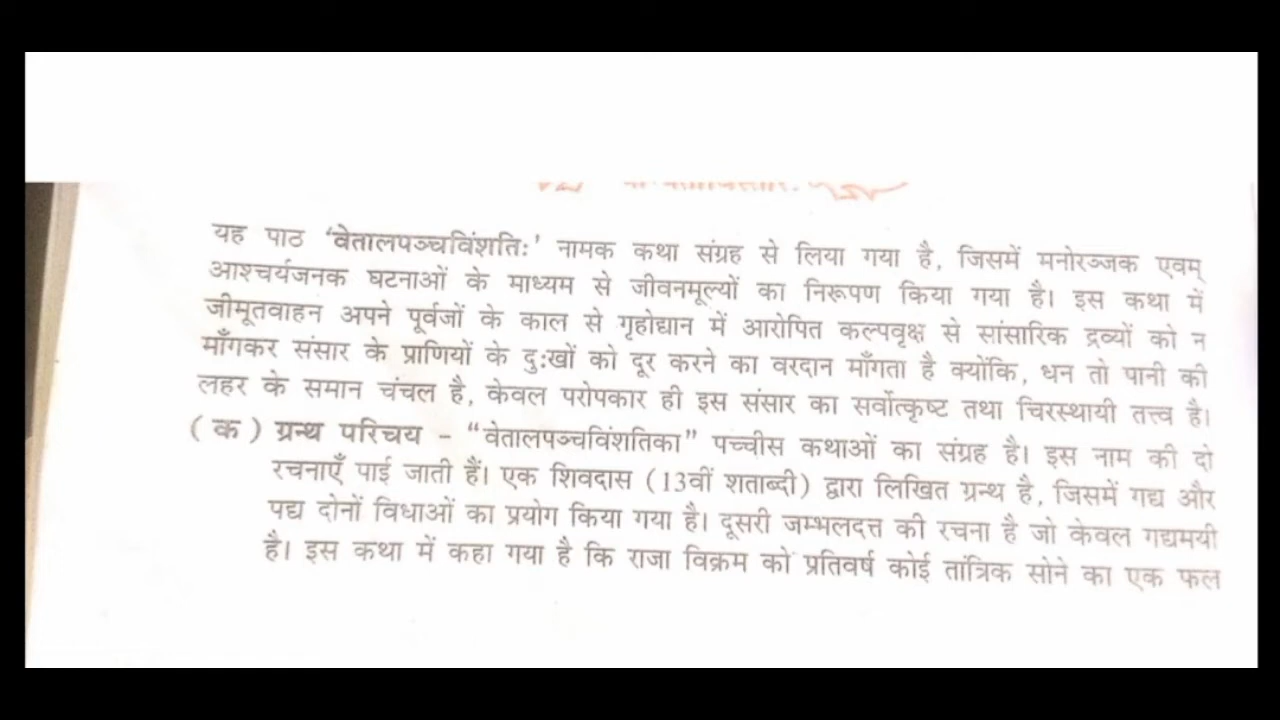 यह पाठ ‘वेतालपञ्चविंशतिः’ नामक कथा संग्रह से लिया गया है, जिसमें मनोरञ्जक एवम्
आश्चर्यजनक घटनाओं के माध्यम से जीवनमूल्यों का निरूपण किया गया है। इस कथा में
जीमूतवाहन अपने पूर्वजों के काल से गृहोद्यान में आरोपित कल्पवृक्ष से सांसारिक द्रव्यों को न
माँगकर संसार के प्राणियों के दुःखों को दूर करने का वरदान माँगता है क्योंकि, धन तो पानी की
लहर के समान चंचल है, केवल परोपकार ही इस संसार का सर्वोत्कृष्ट तथा चिरस्थायी तत्त्व है।
( क ) ग्रन्थ परिचय – “वेतालपञ्चविंशतिका” पच्चीस कथाओं का संग्रह है। इस नाम की दो
रचनाएँ पाई जाती हैं। एक शिवदास (13वीं शताब्दी) द्वारा लिखित ग्रन्थ है, जिसमें गद्य और
पद्य दोनों विधाओं का प्रयोग किया गया है। दूसरी जम्भलदत्त की रचना है जो केवल गद्यमयी
है। इस कथा में कहा गया है कि राजा विक्रम को प्रतिवर्ष कोई तांत्रिक सोने का एक फल